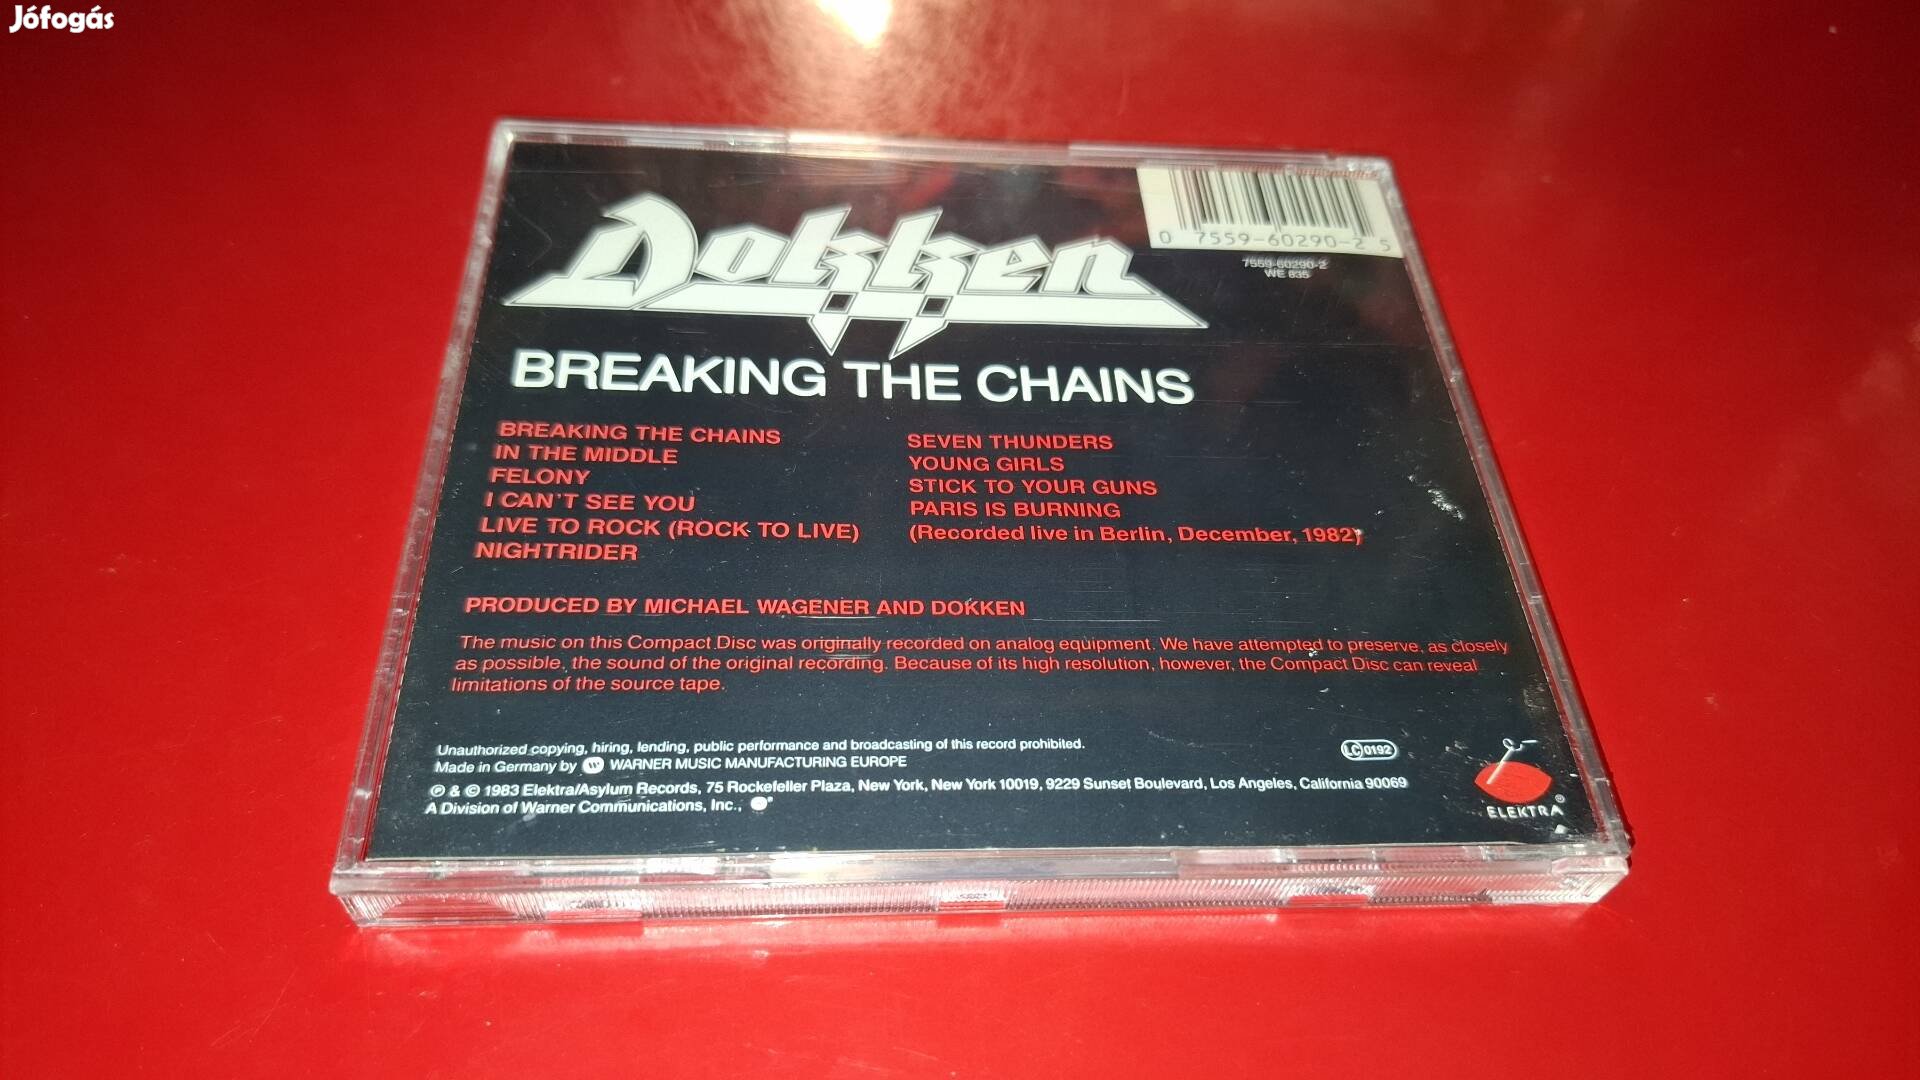 Jófogás
Dokken
0 7559-60290-2 5
7559-60290-2
WE 835
BREAKING THE CHAINS
BREAKING THE CHAINS
IN THE MIDDLE
FELONY
I CAN'T SEE YOU
LIVE TO ROCK (ROCK TO LIVE)
NIGHTRIDER
SEVEN THUNDERS
YOUNG GIRLS
STICK TO YOUR GUNS
PARIS IS BURNING
(Recorded live in Berlin, December, 1982)
PRODUCED BY MICHAEL WAGENER AND DOKKEN
The music on this Compact Disc was originally recorded on analog equipment. We have attempted to preserve, as closely
as possible, the sound of the original recording. Because of its high resolution, however, the Compact Disc can reveal
limitations of the source tape.
Unauthorized copying, hiring, lending, public performance and broadcasting of this record prohibited.
Made in Germany by WARNER MUSIC MANUFACTURING EUROPE
℗ & © 1983 Elektra/Asylum Records, 75 Rockefeller Plaza, New York, New York 10019, 9229 Sunset Boulevard, Los Angeles, California 90069
A Division of Warner Communications, Inc.,
LC 0192
ELEKTRA®